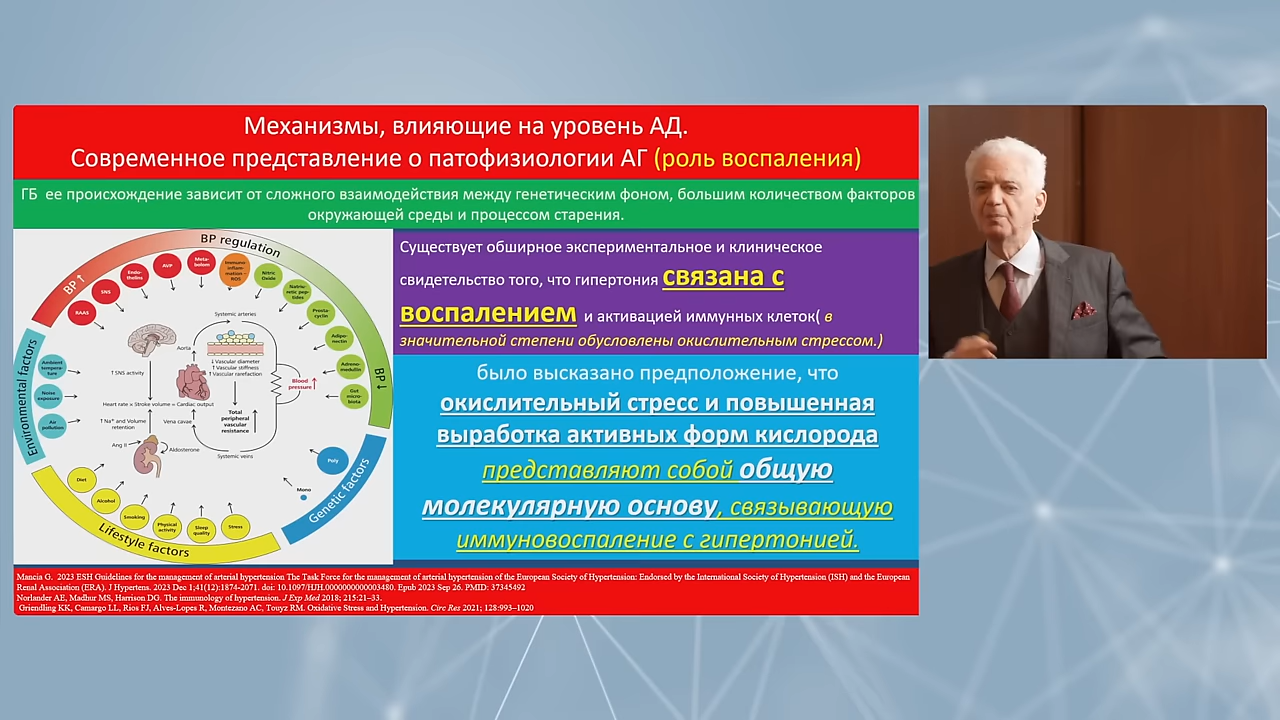 Механизмы, влияющие на уровень АД.
Современное представление о патофизиологии АГ (роль воспаления)
ГБ ее происхождение зависит от сложного взаимодействия между генетическим фоном, большим количеством факторов
окружающей среды и процессом старения.
BP regulation
BP↑
RAAS
SNS
Endo-
thelins
AVP
Meta-
bolom
Immuno-
inflam-
mation -
ROS
Nitric
Oxide
Natriu-
retic pep-
tides
Prosta-
cyclin
Adipo-
nectin
Adreno-
medulin
Gut
micro-
biota
BP↓
Environmental factors
Ambient
tempera-
ture
Noise
exposure
Air
pollution
Systemic arteries
Aorta
↑ SNS activity
↓ Vascular diameter
↑ Vascular stiffness
↑ Vascular rarefaction
Blood
pressure ↑
Heart rate × Stroke volume = Cardiac output
↑ Na⁺ and Volume
retention
Vena cavae
Total
peripheral
vascular
resistance
Ang II
Aldosterone
Systemic veins
Diet
Alcohol
Smoking
Physical
activity
Sleep
quality
Stress
Lifestyle factors
Poly
Mono
Genetic factors
Существует обширное экспериментальное и клиническое
свидетельство того, что гипертония связана с
воспалением и активацией иммунных клеток( в
значительной степени обусловлены окислительным стрессом.)
было высказано предположение, что
окислительный стресс и повышенная
выработка активных форм кислорода
представляют собой общую
молекулярную основу, связывающую
иммуновоспаление с гипертонией.
Mancia G. 2023 ESH Guidelines for the management of arterial hypertension The Task Force for the management of arterial hypertension of the European Society of Hypertension: Endorsed by the International Society of Hypertension (ISH) and the European
Renal Association (ERA). J Hypertens. 2023 Dec 1;41(12):1874-2071. doi: 10.1097/HJH.0000000000003480. Epub 2023 Sep 26. PMID: 37345492
Norlander AE, Madhur MS, Harrison DG. The immunology of hypertension. J Exp Med 2018; 215:21–33.
Griendling KK, Camargo LL, Rios FJ, Alves-Lopes R, Montezano AC, Touyz RM. Oxidative Stress and Hypertension. Circ Res 2021; 128:993–1020